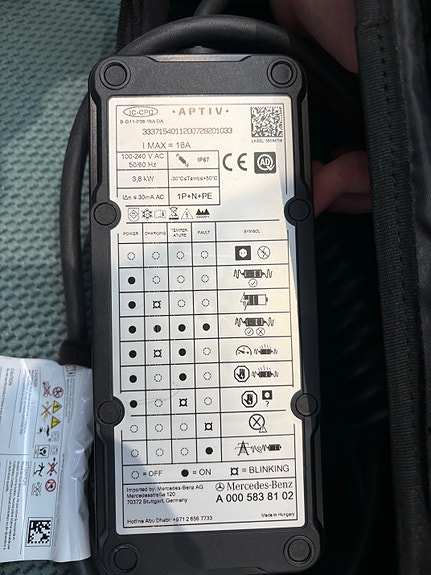 IC-CPD
· A P T I V ·
3337154011200728201033
I MAX = 16A
100-240 V AC
50/60 Hz
IP67
CE
3,8 kW
-30°C≤Tamb≤+50°C
I∆n ≤ 30mA AC
1P+N+PE
POWER
CHARGING
TEMPER-
ATURE
FAULT
SYMBOL
?
= OFF
= ON
= BLINKING
Imported by: Mercedes-Benz AG
Mercedesstraße 120
70372 Stuttgart, Germany
Mercedes-Benz
A 000 583 81 02
Hotline Abu Dhabi: +971 2 656 7733
Made in Hungary